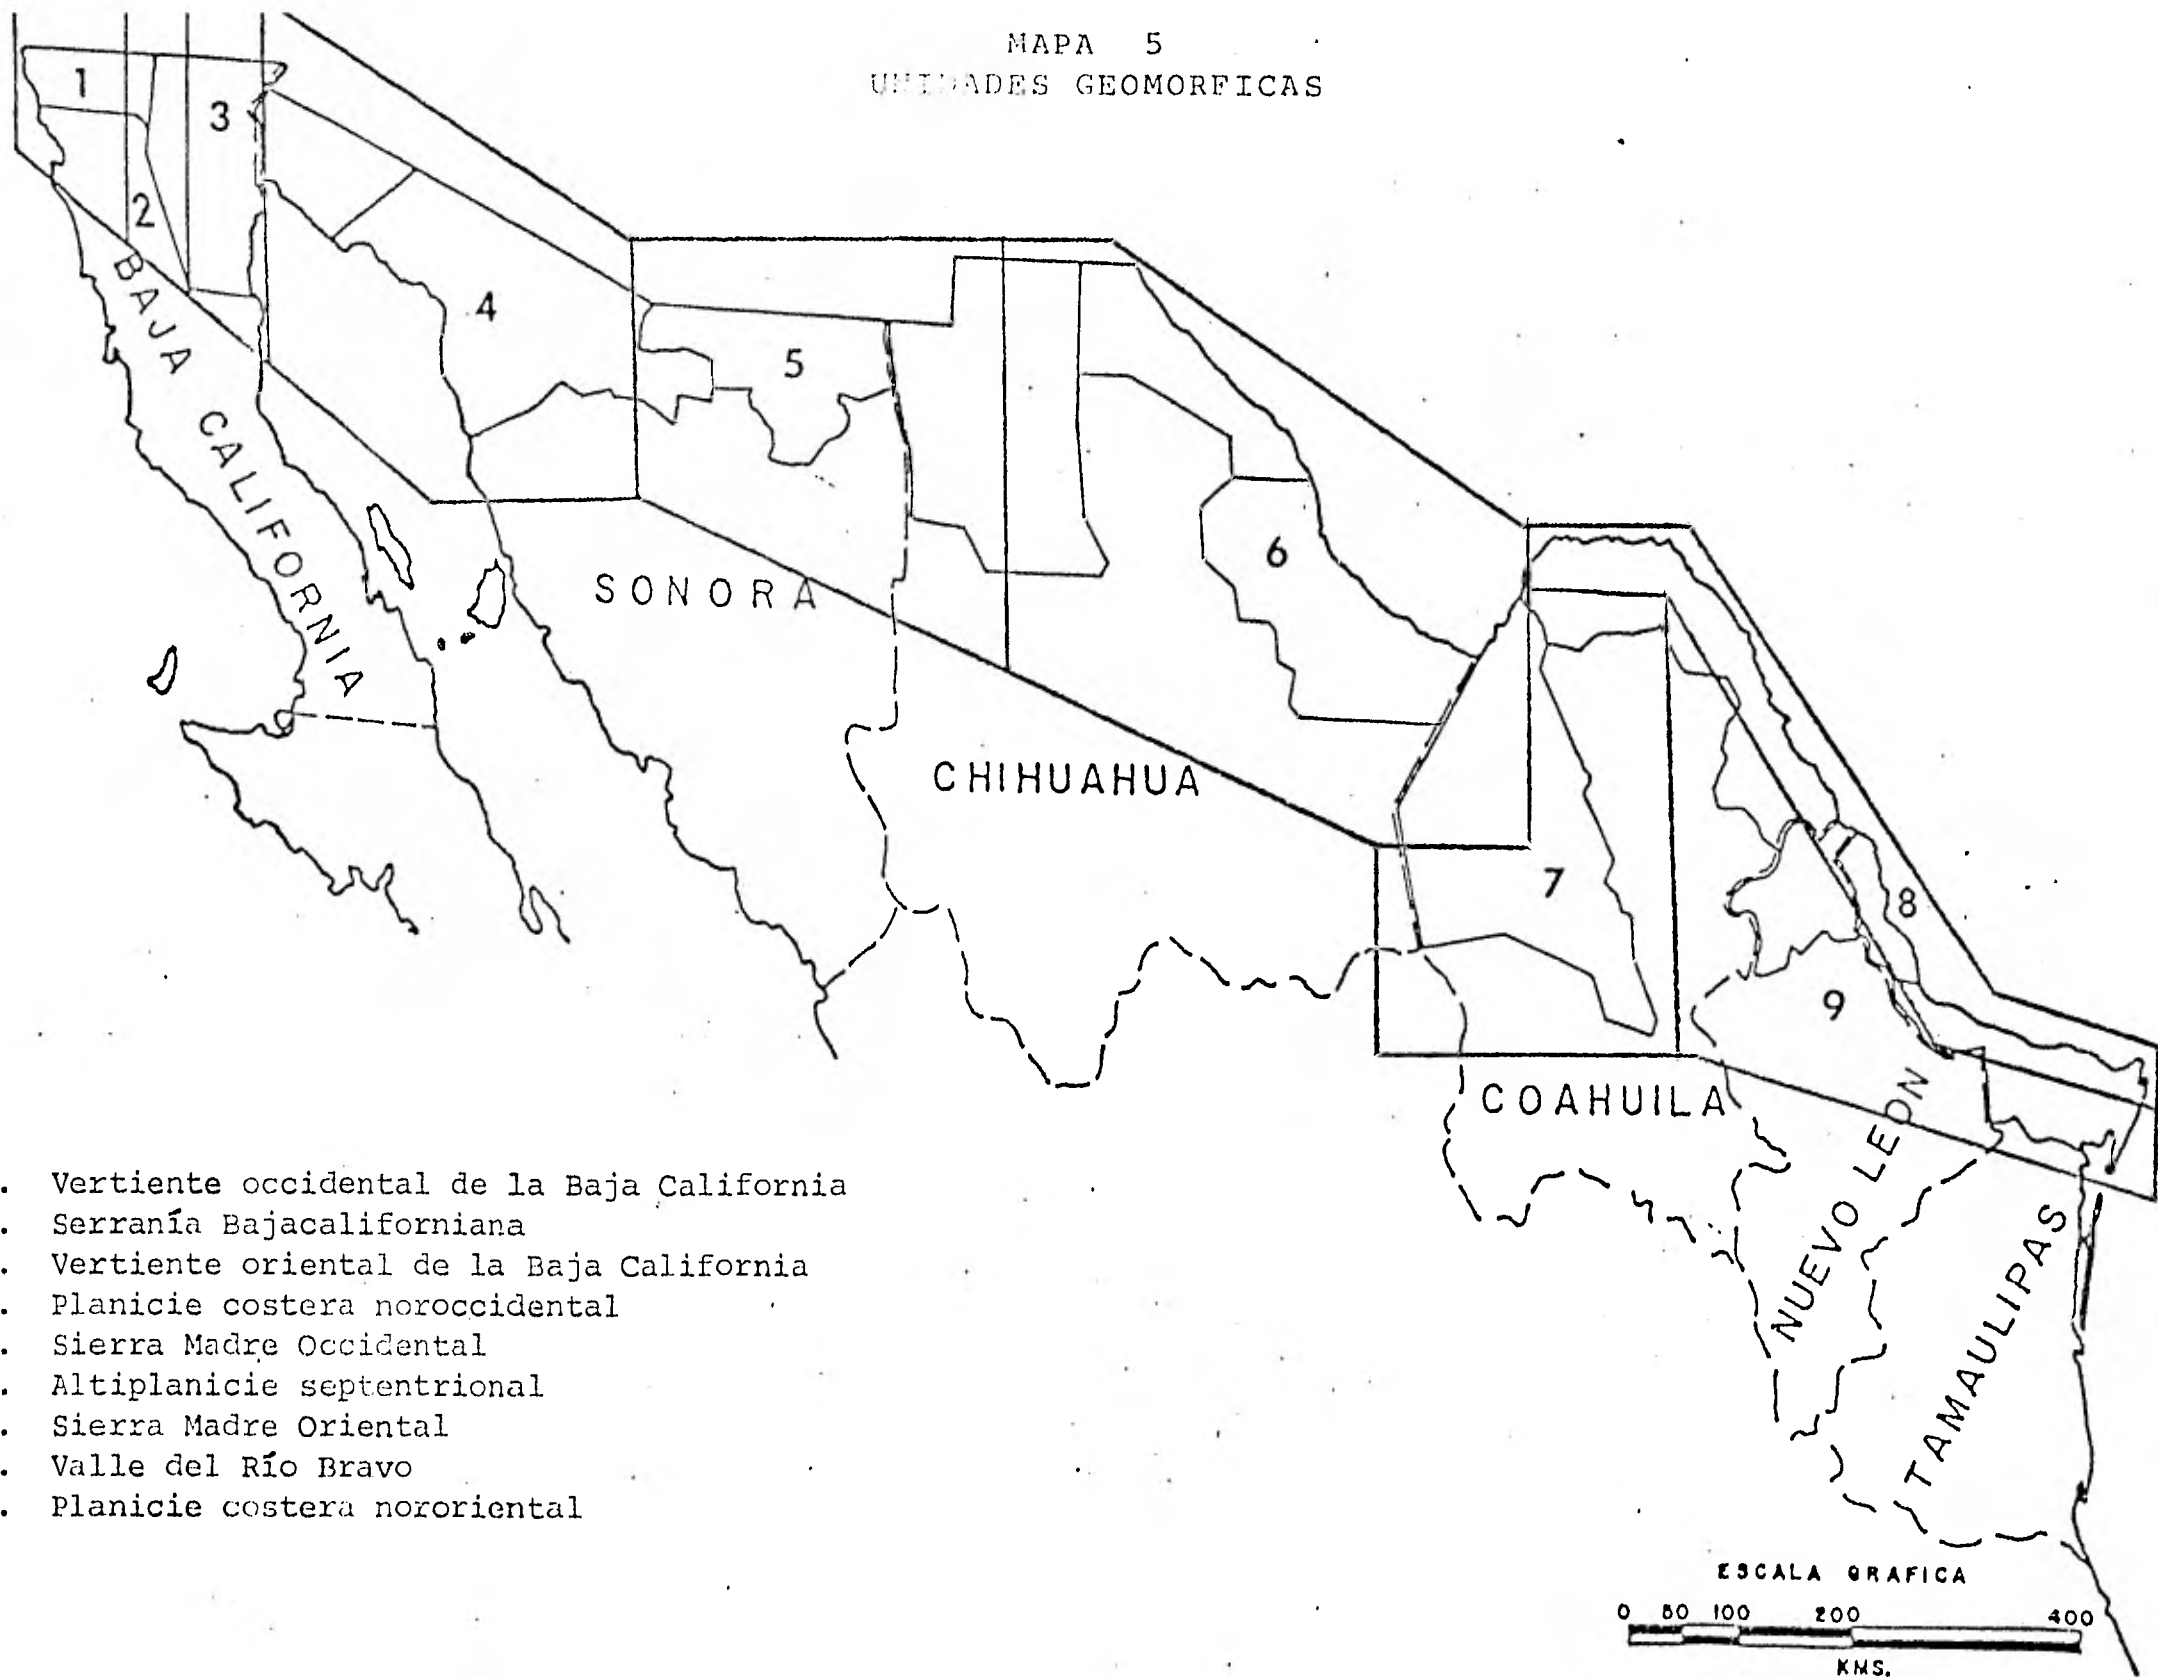 MAPA 5
UNIDADES GEOMORFICAS
1
2
3
4
5
6
7
8
9
BAJA CALIFORNIA
SONORA
CHIHUAHUA
COAHUILA
NUEVO LEON
TAMAULIPAS
. Vertiente occidental de la Baja California
. Serranía Bajacaliforniana
. Vertiente oriental de la Baja California
. Planicie costera noroccidental
. Sierra Madre Occidental
. Altiplanicie septentrional
. Sierra Madre Oriental
. Valle del Río Bravo
. Planicie costera nororiental
ESCALA GRAFICA
0 50 100 200 400
KMS.